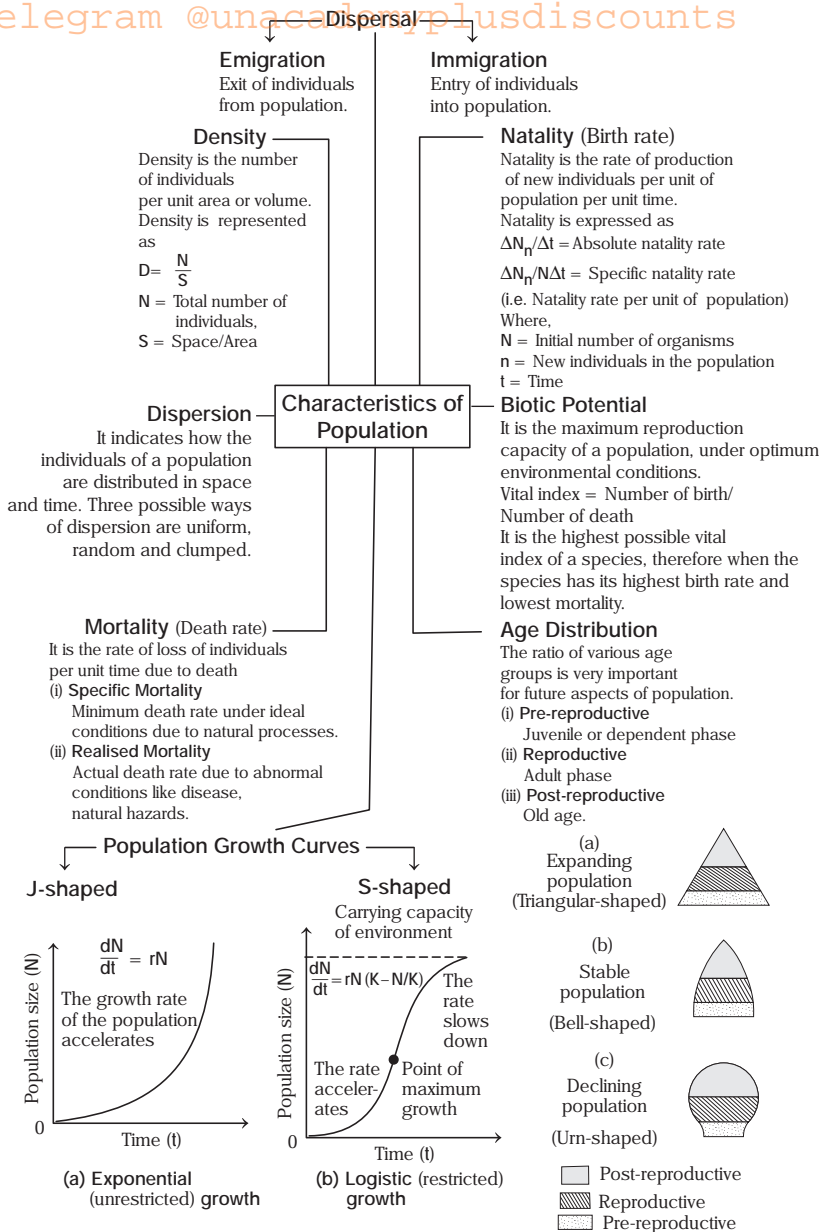 elegram @unacademyplusdiscounts
Dispersal
Emigration
Exit of individuals
from population.
Immigration
Entry of individuals
into population.
Density
Density is the number
of individuals
per unit area or volume.
Density is represented
as
D= N/S
N = Total number of
individuals,
S = Space/Area
Natality (Birth rate)
Natality is the rate of production
of new individuals per unit of
population per unit time.
Natality is expressed as
ΔNn/Δt = Absolute natality rate
ΔNn/NΔt = Specific natality rate
(i.e. Natality rate per unit of population)
Where,
N = Initial number of organisms
n = New individuals in the population
t = Time
Characteristics of
Population
Dispersion
It indicates how the
individuals of a population
are distributed in space
and time. Three possible ways
of dispersion are uniform,
random and clumped.
Biotic Potential
It is the maximum reproduction
capacity of a population, under optimum
environmental conditions.
Vital index = Number of birth/
Number of death
It is the highest possible vital
index of a species, therefore when the
species has its highest birth rate and
lowest mortality.
Mortality (Death rate)
It is the rate of loss of individuals
per unit time due to death
(i) Specific Mortality
Minimum death rate under ideal
conditions due to natural processes.
(ii) Realised Mortality
Actual death rate due to abnormal
conditions like disease,
natural hazards.
Age Distribution
The ratio of various age
groups is very important
for future aspects of population.
(i) Pre-reproductive
Juvenile or dependent phase
(ii) Reproductive
Adult phase
(iii) Post-reproductive
Old age.
Population Growth Curves
J-shaped
dN/dt = rN
The growth rate
of the population
accelerates
Population size (N)
0
Time (t)
(a) Exponential
(unrestricted) growth
S-shaped
Carrying capacity
of environment
dN/dt = rN (K–N/K)
The
rate
slows
down
The rate
acceler-
ates
Point of
maximum
growth
Population size (N)
0
Time (t)
(b) Logistic (restricted)
growth
(a)
Expanding
population
(Triangular-shaped)
(b)
Stable
population
(Bell-shaped)
(c)
Declining
population
(Urn-shaped)
Post-reproductive
Reproductive
Pre-reproductive